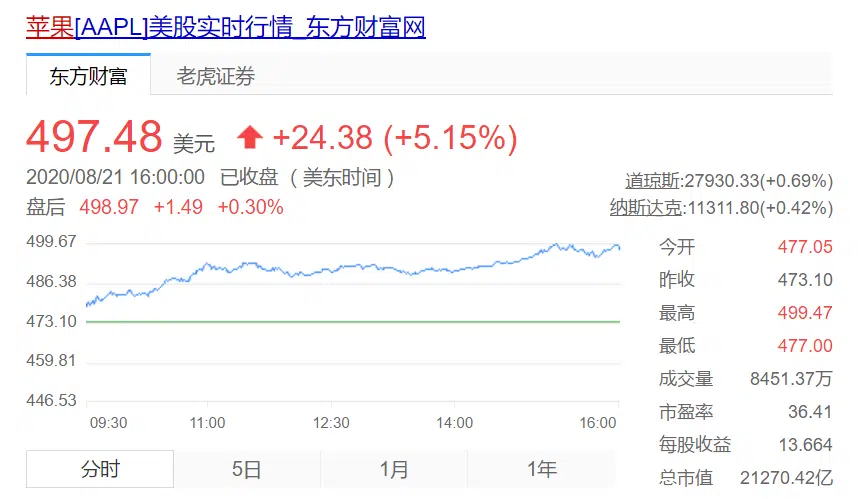 苹果[AAPL]美股实时行情_东方财富网
东方财富 老虎证券
497.48 美元 +24.38 (+5.15%)
2020/08/21 16:00:00 已收盘 ( 美东时间 )
道琼斯:27930.33(+0.69%)
盘后 498.97 +1.49 +0.30%
纳斯达克:11311.80(+0.42%)
499.67
486.38
473.10
459.81
446.53
09:30 11:00 12:30 14:00 16:00
今开 477.05
昨收 473.10
最高 499.47
最低 477.00
成交量 8451.37万
市盈率 36.41
每股收益 13.664
总市值 21270.42亿
分时 5日 1月 1年